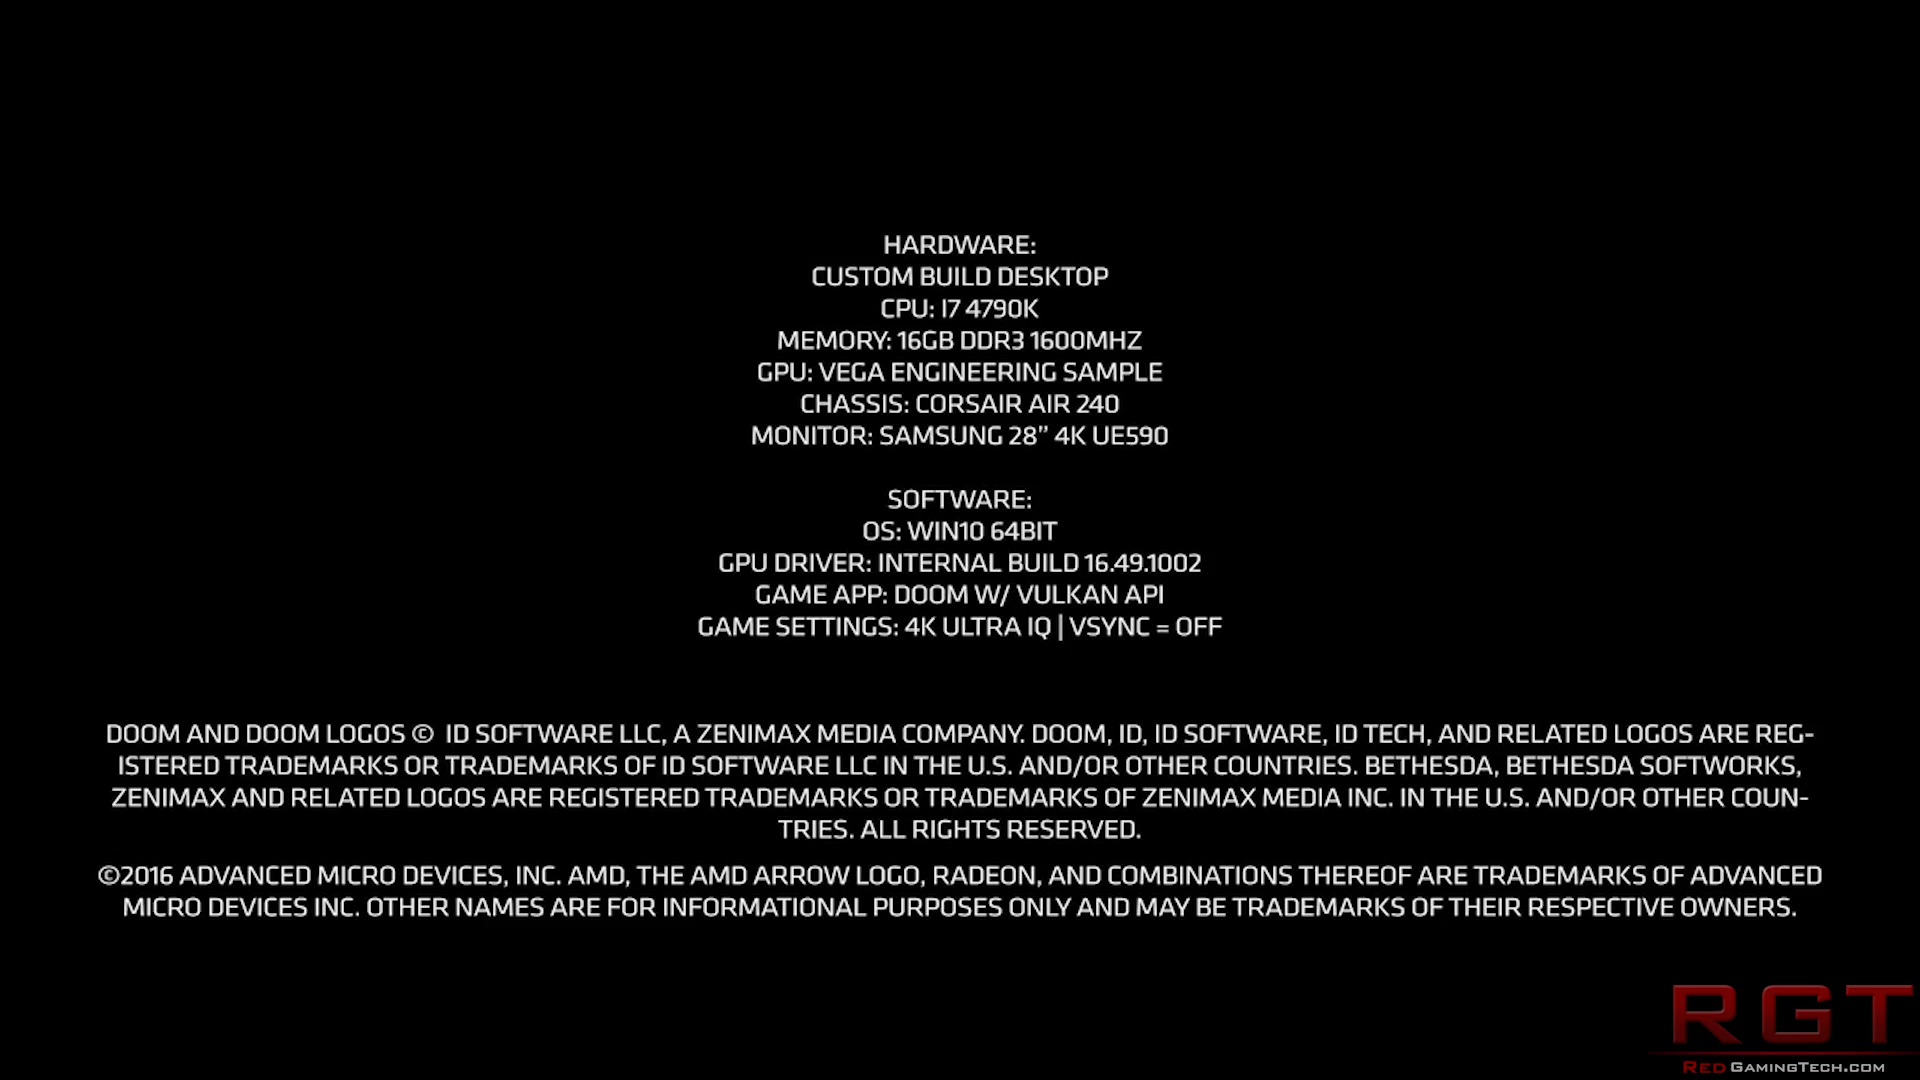 HARDWARE:
CUSTOM BUILD DESKTOP
CPU: I7 4790K
MEMORY: 16GB DDR3 1600MHZ
GPU: VEGA ENGINEERING SAMPLE
CHASSIS: CORSAIR AIR 240
MONITOR: SAMSUNG 28” 4K UE590
SOFTWARE:
OS: WIN10 64BIT
GPU DRIVER: INTERNAL BUILD 16.49.1002
GAME APP: DOOM W/ VULKAN API
GAME SETTINGS: 4K ULTRA IQ | VSYNC = OFF
DOOM AND DOOM LOGOS © ID SOFTWARE LLC, A ZENIMAX MEDIA COMPANY. DOOM, ID, ID SOFTWARE, ID TECH, AND RELATED LOGOS ARE REG-
ISTERED TRADEMARKS OR TRADEMARKS OF ID SOFTWARE LLC IN THE U.S. AND/OR OTHER COUNTRIES. BETHESDA, BETHESDA SOFTWORKS,
ZENIMAX AND RELATED LOGOS ARE REGISTERED TRADEMARKS OR TRADEMARKS OF ZENIMAX MEDIA INC. IN THE U.S. AND/OR OTHER COUN-
TRIES. ALL RIGHTS RESERVED.
©2016 ADVANCED MICRO DEVICES, INC. AMD, THE AMD ARROW LOGO, RADEON, AND COMBINATIONS THEREOF ARE TRADEMARKS OF ADVANCED
MICRO DEVICES INC. OTHER NAMES ARE FOR INFORMATIONAL PURPOSES ONLY AND MAY BE TRADEMARKS OF THEIR RESPECTIVE OWNERS.
RGT
RED GAMINGTECH.COM